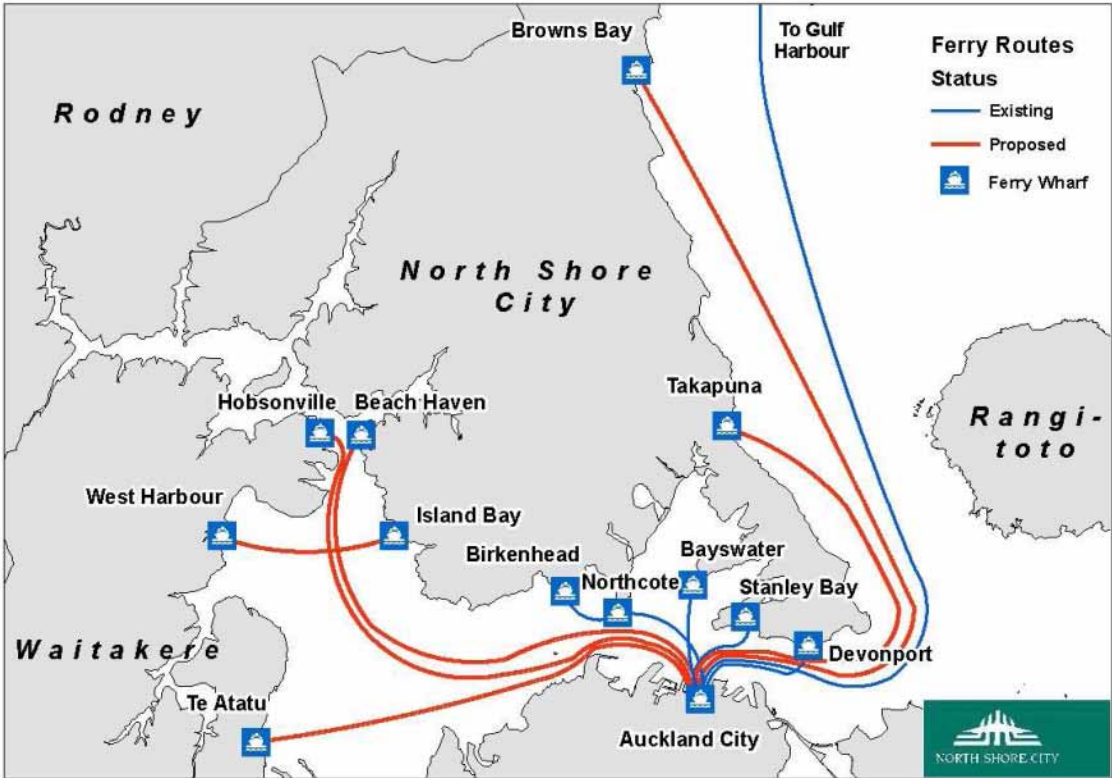 Browns Bay
To Gulf
Harbour
Ferry Routes
Status
Existing
Proposed
Ferry Wharf
Rodney
North Shore
City
Takapuna
Rangi-
toto
Hobsonville
Beach Haven
West Harbour
Island Bay
Birkenhead
Bayswater
Northcote
Stanley Bay
Waitakere
Devonport
Te Atatu
Auckland City
NORTH SHORE CITY